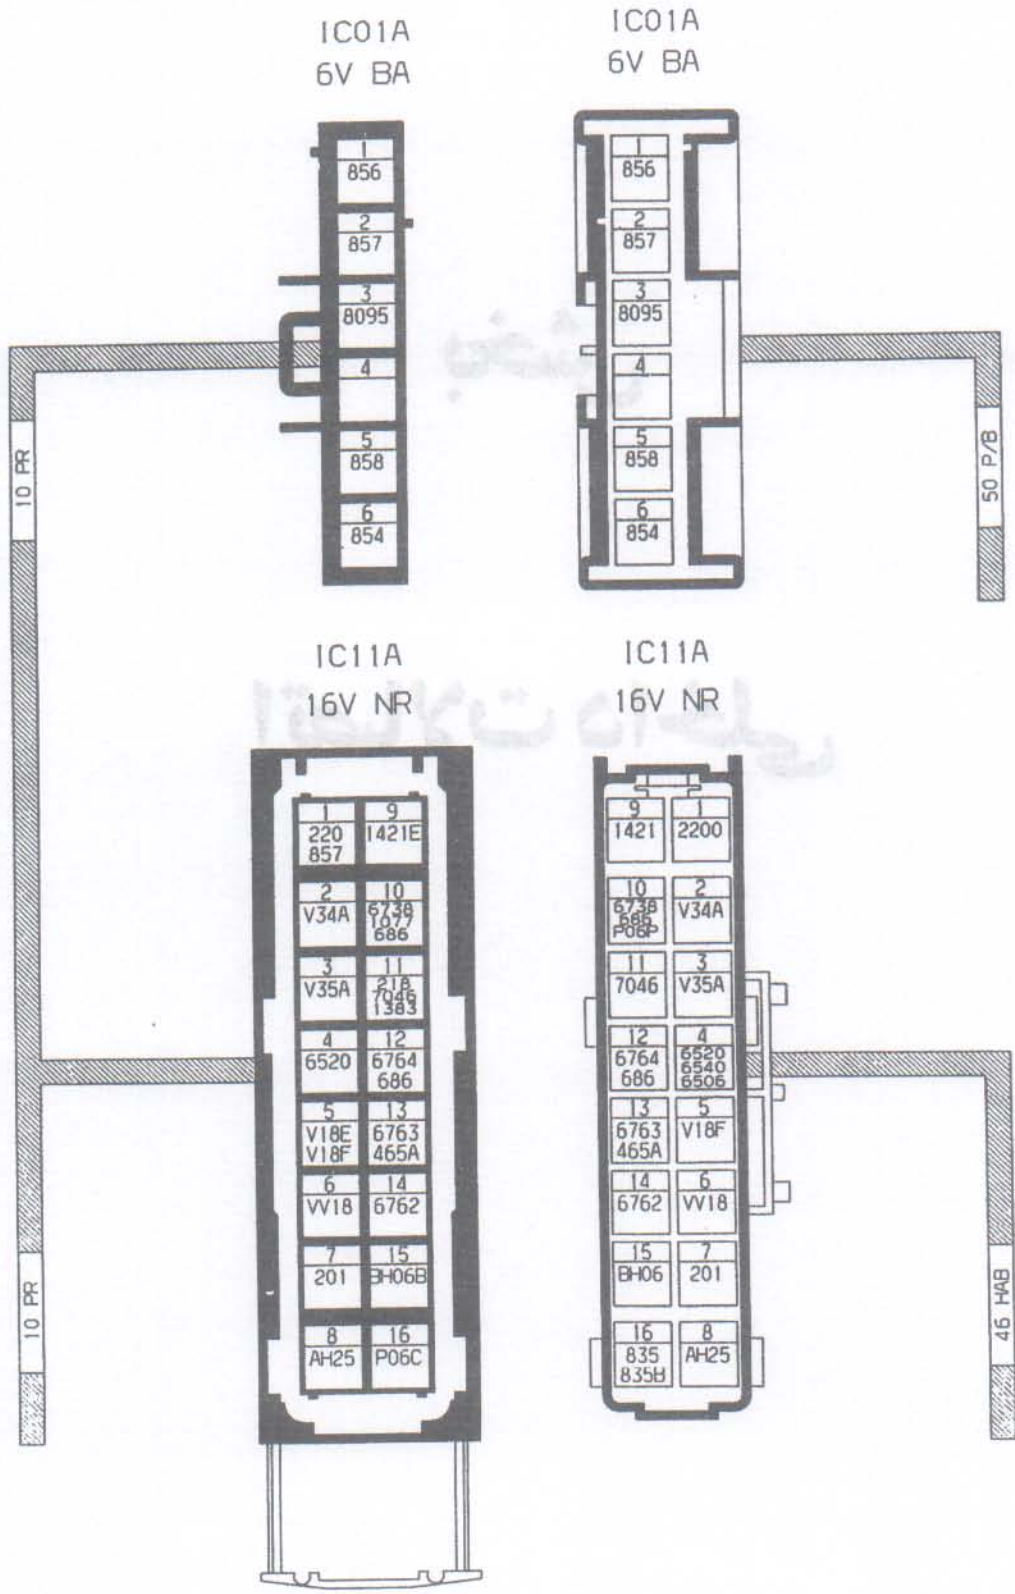 IC01A
6V BA
IC01A
6V BA
1
856
2
857
3
8095
4
5
858
6
854
1
856
2
857
3
8095
4
5
858
6
854
10 PR
50 P/B
IC11A
16V NR
IC11A
16V NR
1
220
857
9
1421E
2
V34A
10
6738
1077
686
3
V35A
11
218
7046
1383
4
6520
12
6764
686
5
V18E
V18F
13
6763
465A
6
VV18
14
6762
7
201
15
BH06B
8
AH25
16
P06C
9
1421
1
2200
10
6738
686
P06P
2
V34A
11
7046
3
V35A
12
6764
686
4
6520
6540
6506
13
6763
465A
5
V18F
14
6762
6
VV18
15
BH06
7
201
16
835
835B
8
AH25
10 PR
46 HAB